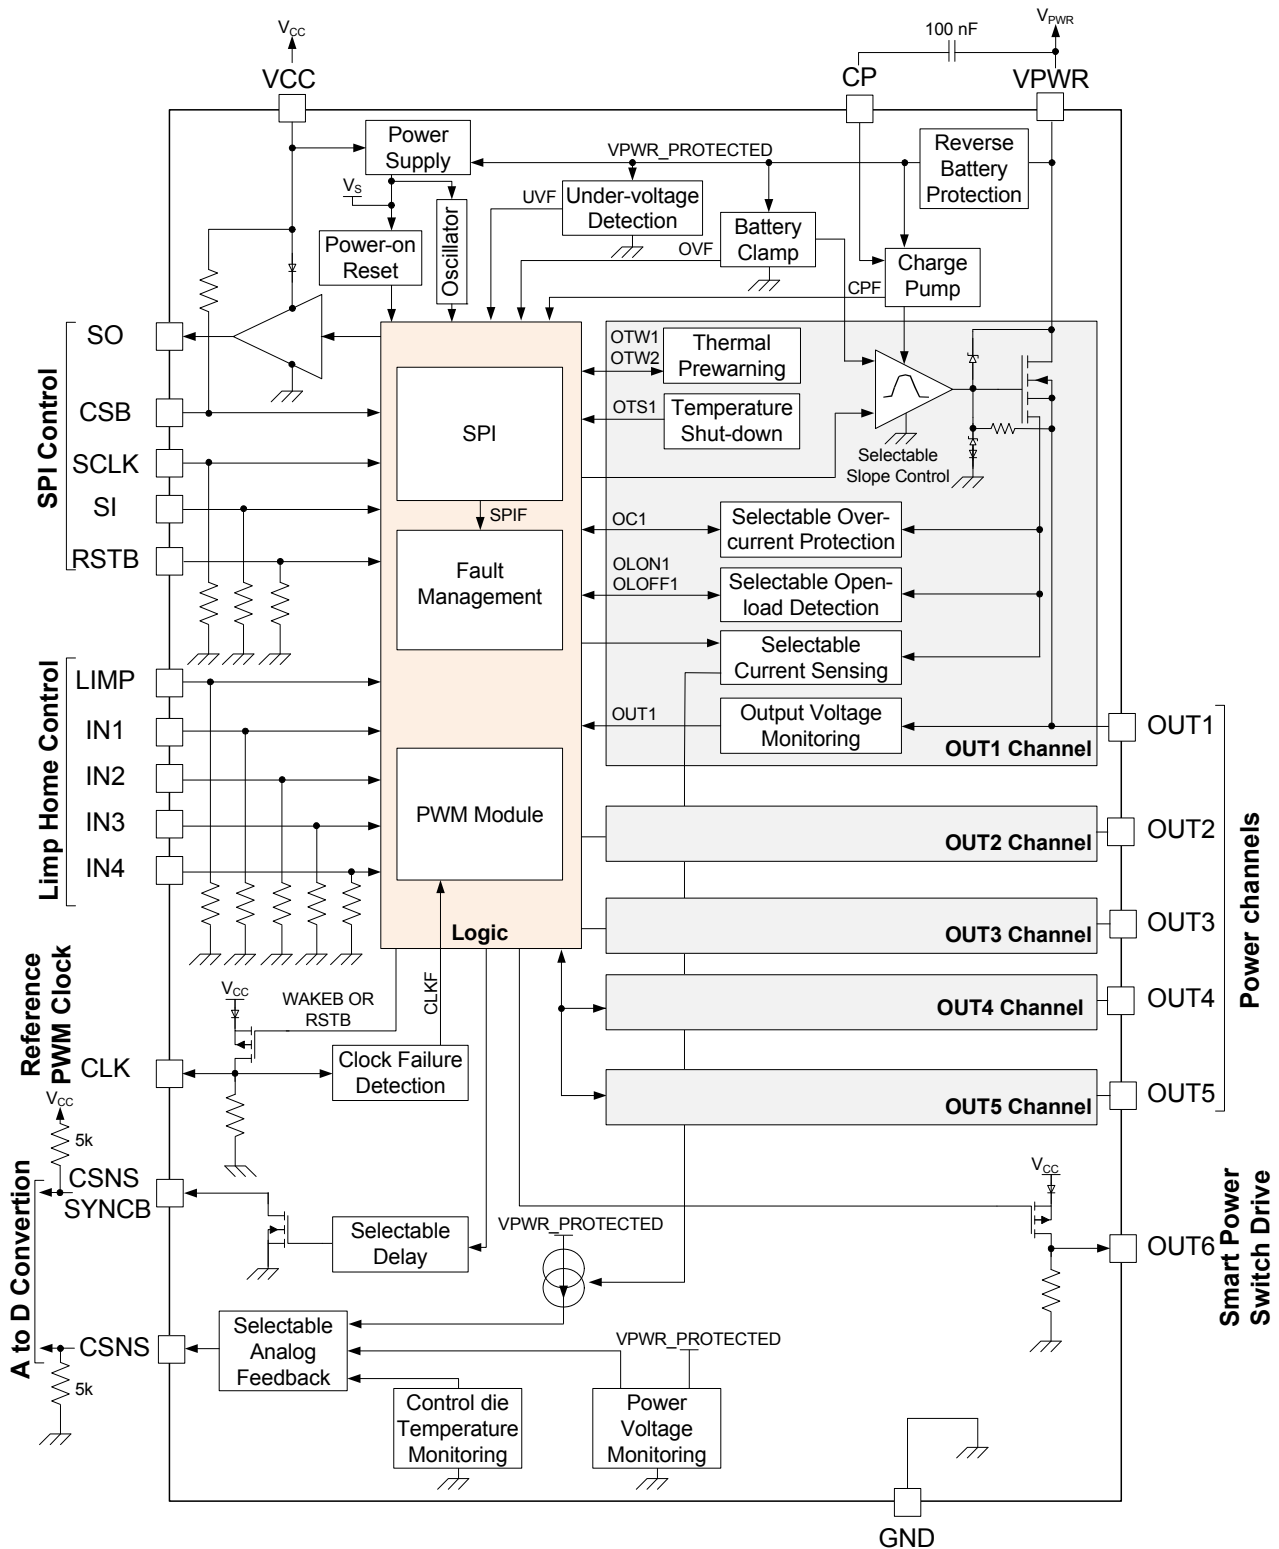 VCC
100 nF
VPWR
VCC
CP
VPWR
Power
Supply
VPWR_PROTECTED
Reverse
Battery
Protection
VS
UVF
Under-voltage
Detection
Oscillator
Power-on
Reset
OVF
Battery
Clamp
CPF
Charge
Pump
SPI Control
SO
CSB
SCLK
SI
RSTB
SPI
SPIF
Fault
Management
OTW1
OTW2
Thermal
Prewarning
OTS1
Temperature
Shut-down
Selectable
Slope Control
OC1
Selectable Over-
current Protection
OLON1
OLOFF1
Selectable Open-
load Detection
Selectable
Current Sensing
OUT1
Output Voltage
Monitoring
OUT1 Channel
OUT1
Limp Home Control
LIMP
IN1
IN2
IN3
IN4
PWM Module
Logic
OUT2 Channel
OUT2
OUT3 Channel
OUT3
OUT4 Channel
OUT4
OUT5 Channel
OUT5
Power channels
Reference
PWM Clock
VCC
WAKEB OR
RSTB
CLKF
CLK
Clock Failure
Detection
VCC
5k
A to D Convertion
CSNS
SYNCB
Selectable
Delay
VPWR_PROTECTED
VCC
OUT6
Smart Power
Switch Drive
CSNS
5k
Selectable
Analog
Feedback
VPWR_PROTECTED
Control die
Temperature
Monitoring
Power
Voltage
Monitoring
GND